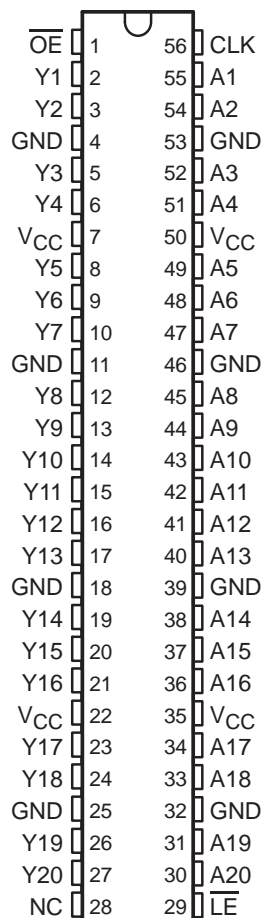 O̅E̅ 1 56 CLK
Y1 2 55 A1
Y2 3 54 A2
GND 4 53 GND
Y3 5 52 A3
Y4 6 51 A4
VCC 7 50 VCC
Y5 8 49 A5
Y6 9 48 A6
Y7 10 47 A7
GND 11 46 GND
Y8 12 45 A8
Y9 13 44 A9
Y10 14 43 A10
Y11 15 42 A11
Y12 16 41 A12
Y13 17 40 A13
GND 18 39 GND
Y14 19 38 A14
Y15 20 37 A15
Y16 21 36 A16
VCC 22 35 VCC
Y17 23 34 A17
Y18 24 33 A18
GND 25 32 GND
Y19 26 31 A19
Y20 27 30 A20
NC 28 29 L̅E̅